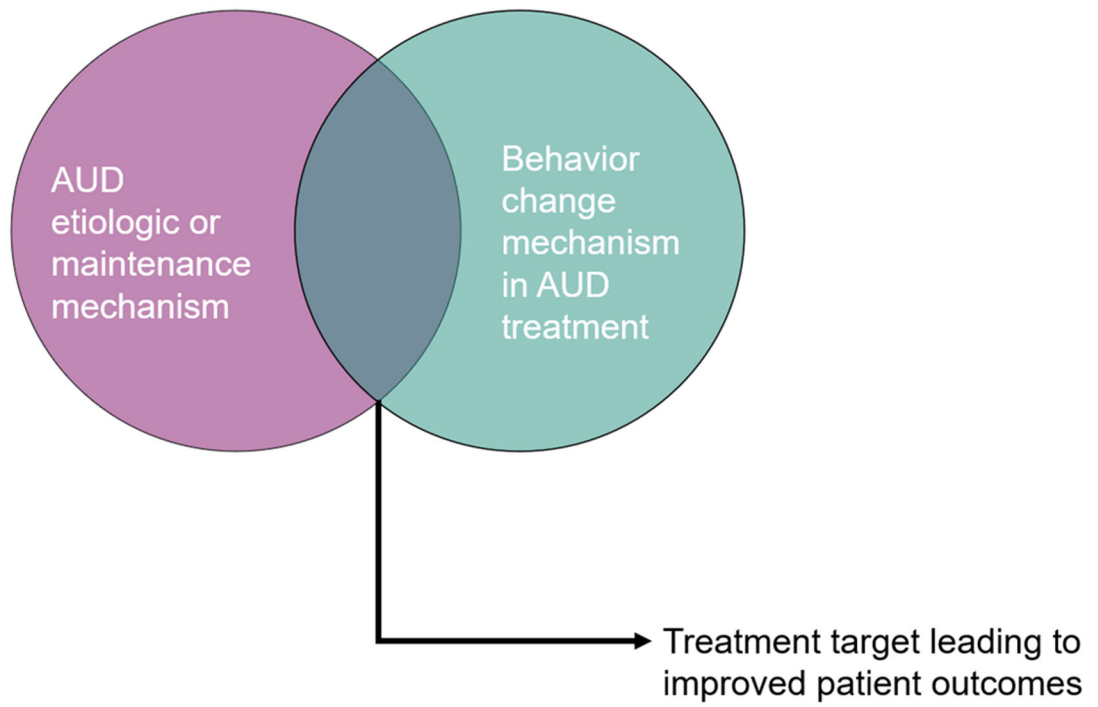 AUD
etiologic or
maintenance
mechanism
Behavior
change
mechanism
in AUD
treatment
Treatment target leading to
improved patient outcomes